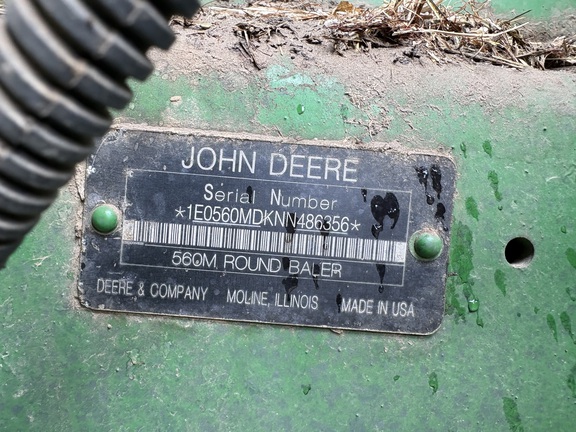 JOHN DEERE
Serial Number
*1E0560MDKNN486356*
560M ROUND BALER
DEERE & COMPANY MOLINE, ILLINOIS MADE IN USA